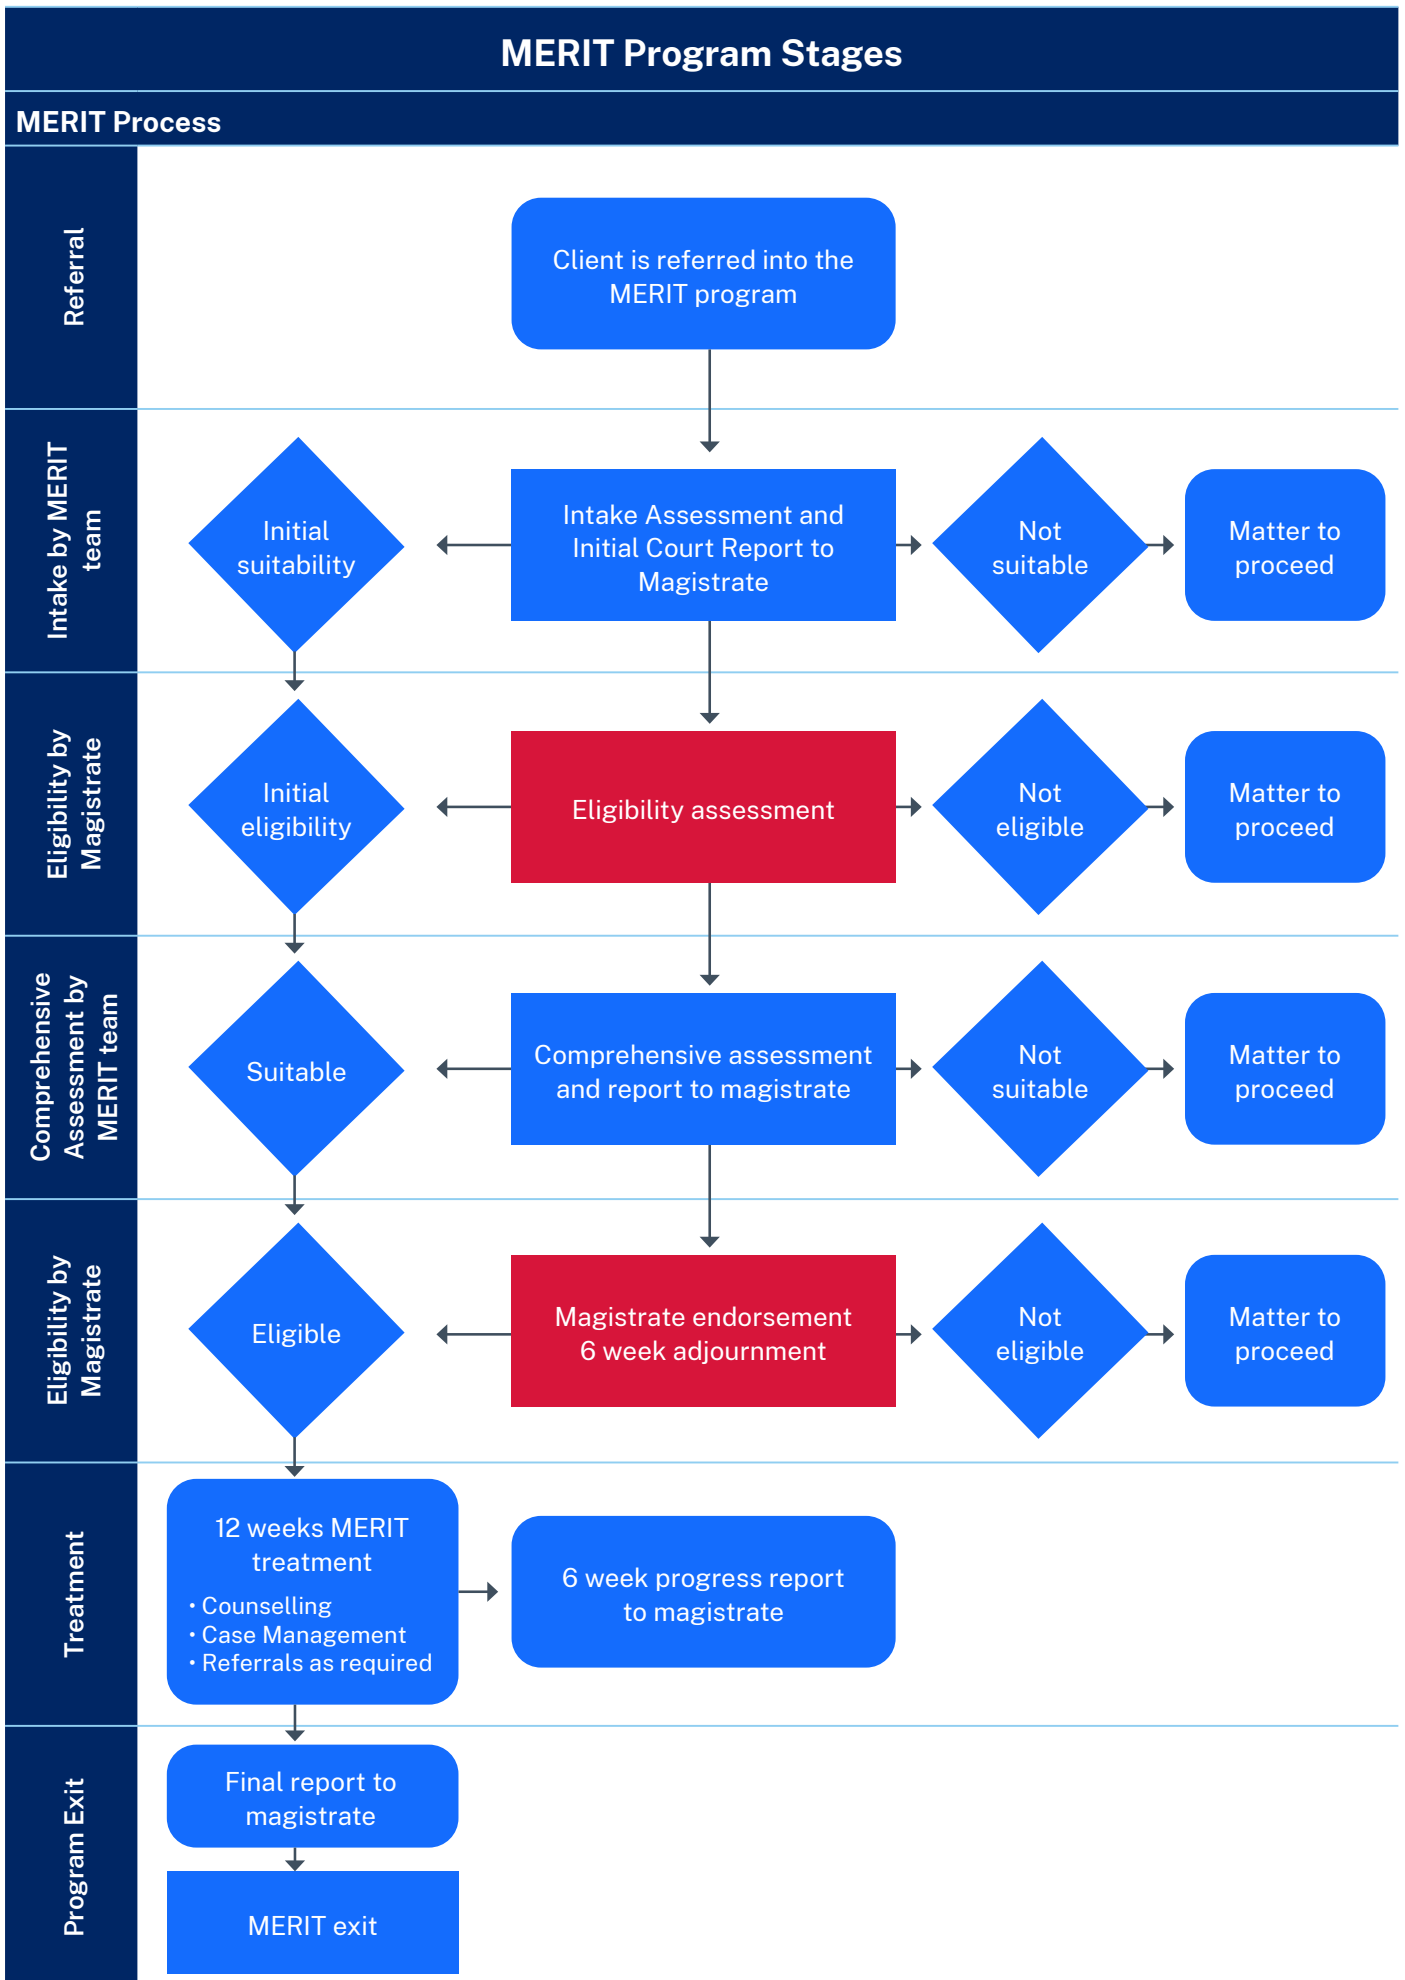 MERIT Program Stages
MERIT Process
Referral
Client is referred into the
MERIT program
Intake by MERIT
team
Initial
suitability
Intake Assessment and
Initial Court Report to
Magistrate
Not
suitable
Matter to
proceed
Eligibility by
Magistrate
Initial
eligibility
Eligibility assessment
Not
eligible
Matter to
proceed
Comprehensive
Assessment by
MERIT team
Suitable
Comprehensive assessment
and report to magistrate
Not
suitable
Matter to
proceed
Eligibility by
Magistrate
Eligible
Magistrate endorsement
6 week adjournment
Not
eligible
Matter to
proceed
Treatment
12 weeks MERIT
treatment
• Counselling
• Case Management
• Referrals as required
6 week progress report
to magistrate
Program Exit
Final report to
magistrate
MERIT exit